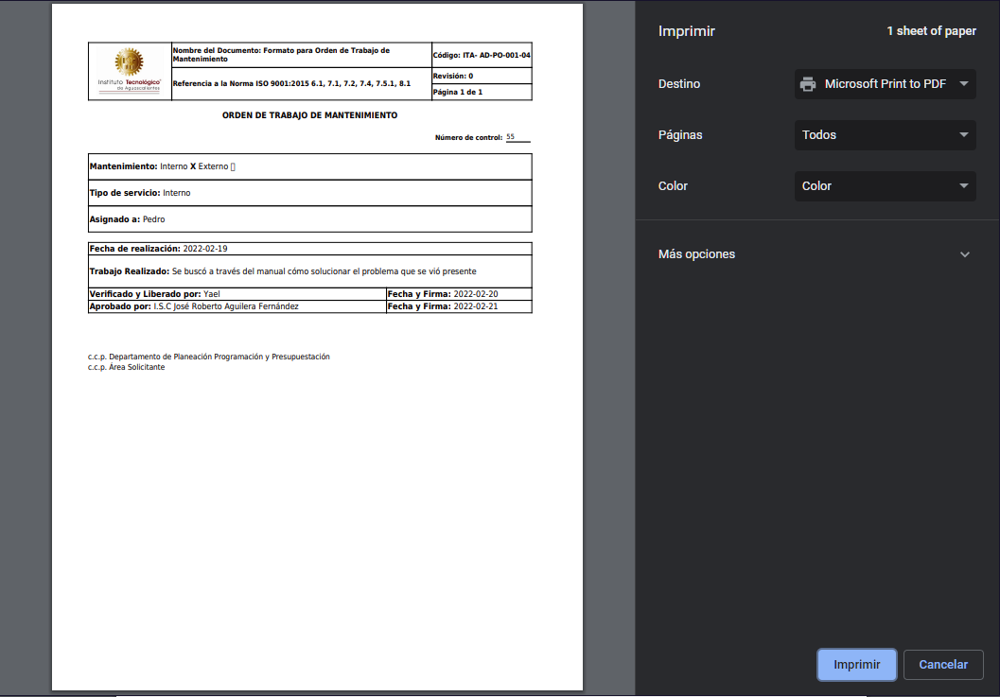 Instituto Tecnológico
de Aguascalientes
Nombre del Documento: Formato para Orden de Trabajo de
Mantenimiento
Referencia a la Norma ISO 9001:2015 6.1, 7.1, 7.2, 7.4, 7.5.1, 8.1
Código: ITA- AD-PO-001-04
Revisión: 0
Página 1 de 1
ORDEN DE TRABAJO DE MANTENIMIENTO
Número de control: 55
Mantenimiento: Interno X Externo ▯
Tipo de servicio: Interno
Asignado a: Pedro
Fecha de realización: 2022-02-19
Trabajo Realizado: Se buscó a través del manual cómo solucionar el problema que se vió presente
Verificado y Liberado por: Yael Fecha y Firma: 2022-02-20
Aprobado por: I.S.C José Roberto Aguilera Fernández Fecha y Firma: 2022-02-21
c.c.p. Departamento de Planeación Programación y Presupuestación
c.c.p. Área Solicitante
Imprimir 1 sheet of paper
Destino Microsoft Print to PDF
Páginas Todos
Color Color
Más opciones
Imprimir Cancelar